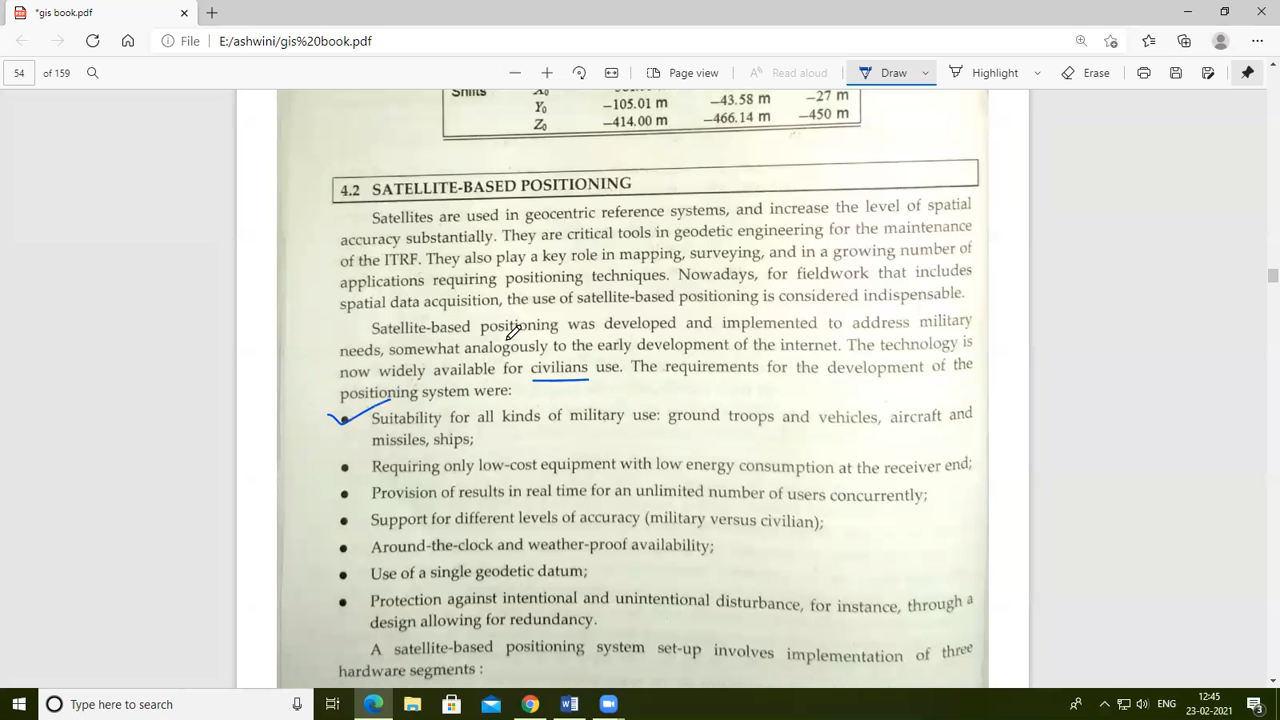 *gis book.pdf
File
E:/ashwini/gis%20book.pdf
54 of 159
Page view
Read aloud
Draw
Highlight
Erase
Shifts
Y₀ −105.01 m −43.58 m −27 m
Z₀ −414.00 m −466.14 m −450 m
4.2 SATELLITE-BASED POSITIONING
Satellites are used in geocentric reference systems, and increase the level of spatial
accuracy substantially. They are critical tools in geodetic engineering for the maintenance
of the ITRF. They also play a key role in mapping, surveying, and in a growing number of
applications requiring positioning techniques. Nowadays, for fieldwork that includes
spatial data acquisition, the use of satellite-based positioning is considered indispensable.
Satellite-based positioning was developed and implemented to address military
needs, somewhat analogously to the early development of the internet. The technology is
now widely available for civilians use. The requirements for the development of the
positioning system were:
● Suitability for all kinds of military use: ground troops and vehicles, aircraft and
missiles, ships;
● Requiring only low-cost equipment with low energy consumption at the receiver end;
● Provision of results in real time for an unlimited number of users concurrently;
● Support for different levels of accuracy (military versus civilian);
● Around-the-clock and weather-proof availability;
● Use of a single geodetic datum;
● Protection against intentional and unintentional disturbance, for instance, through a
design allowing for redundancy.
A satellite-based positioning system set-up involves implementation of three
hardware segments :
Type here to search
ENG
12:45
23-02-2021
3